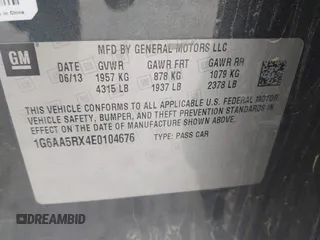 GM
MFD BY GENERAL MOTORS LLC
DATE GVWR GAWR FRT GAWR RR
06/13 1957 KG 878 KG 1079 KG
4315 LB 1937 LB 2378 LB
THIS VEHICLE CONFORMS TO ALL APPLICABLE U.S. FEDERAL MOTOR
VEHICLE SAFETY, BUMPER, AND THEFT PREVENTION STANDARDS IN
EFFECT ON THE DATE OF MANUFACTURE SHOWN ABOVE.
1G6AA5RX4E0104676 TYPE: PASS CAR